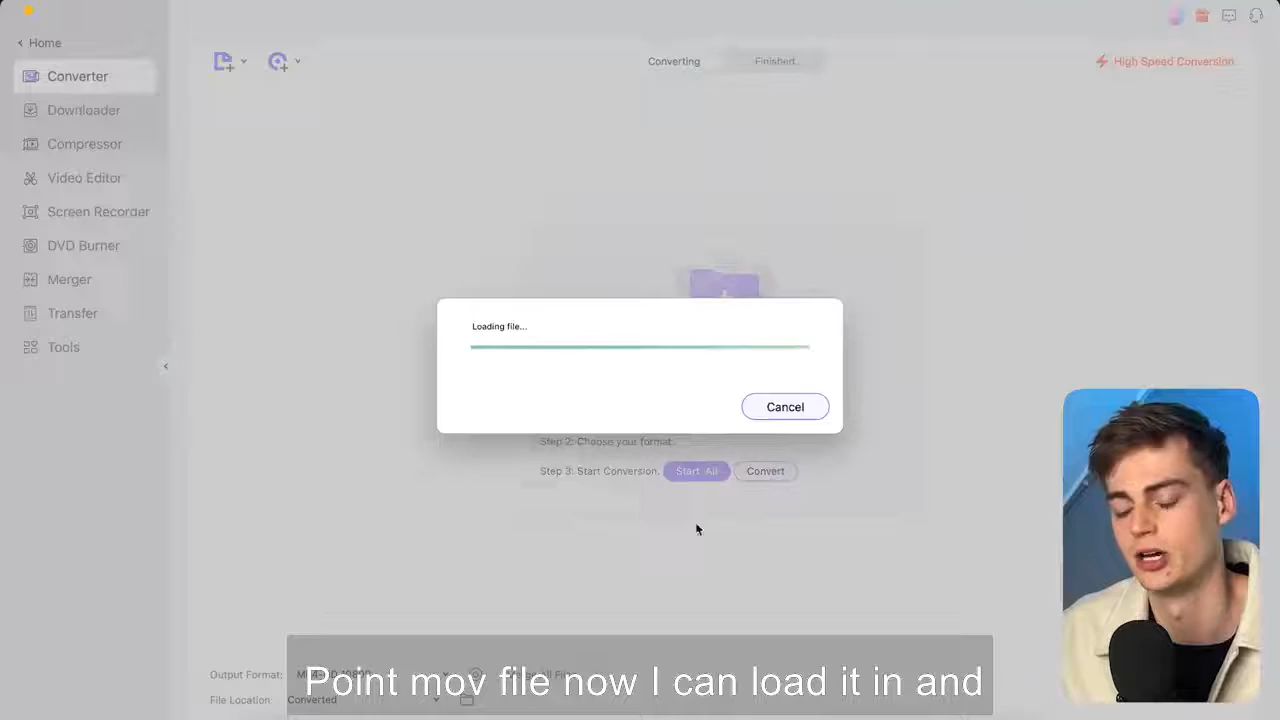 Home
Converter
Downloader
Compressor
Video Editor
Screen Recorder
DVD Burner
Merger
Transfer
Tools
Converting
Finished
High Speed Conversion
Loading file...
Cancel
Step 2: Choose your format.
Step 3: Start Conversion.
Start All
Convert
Output Format:
File Location:
Converted
Point mov file now I can load it in and